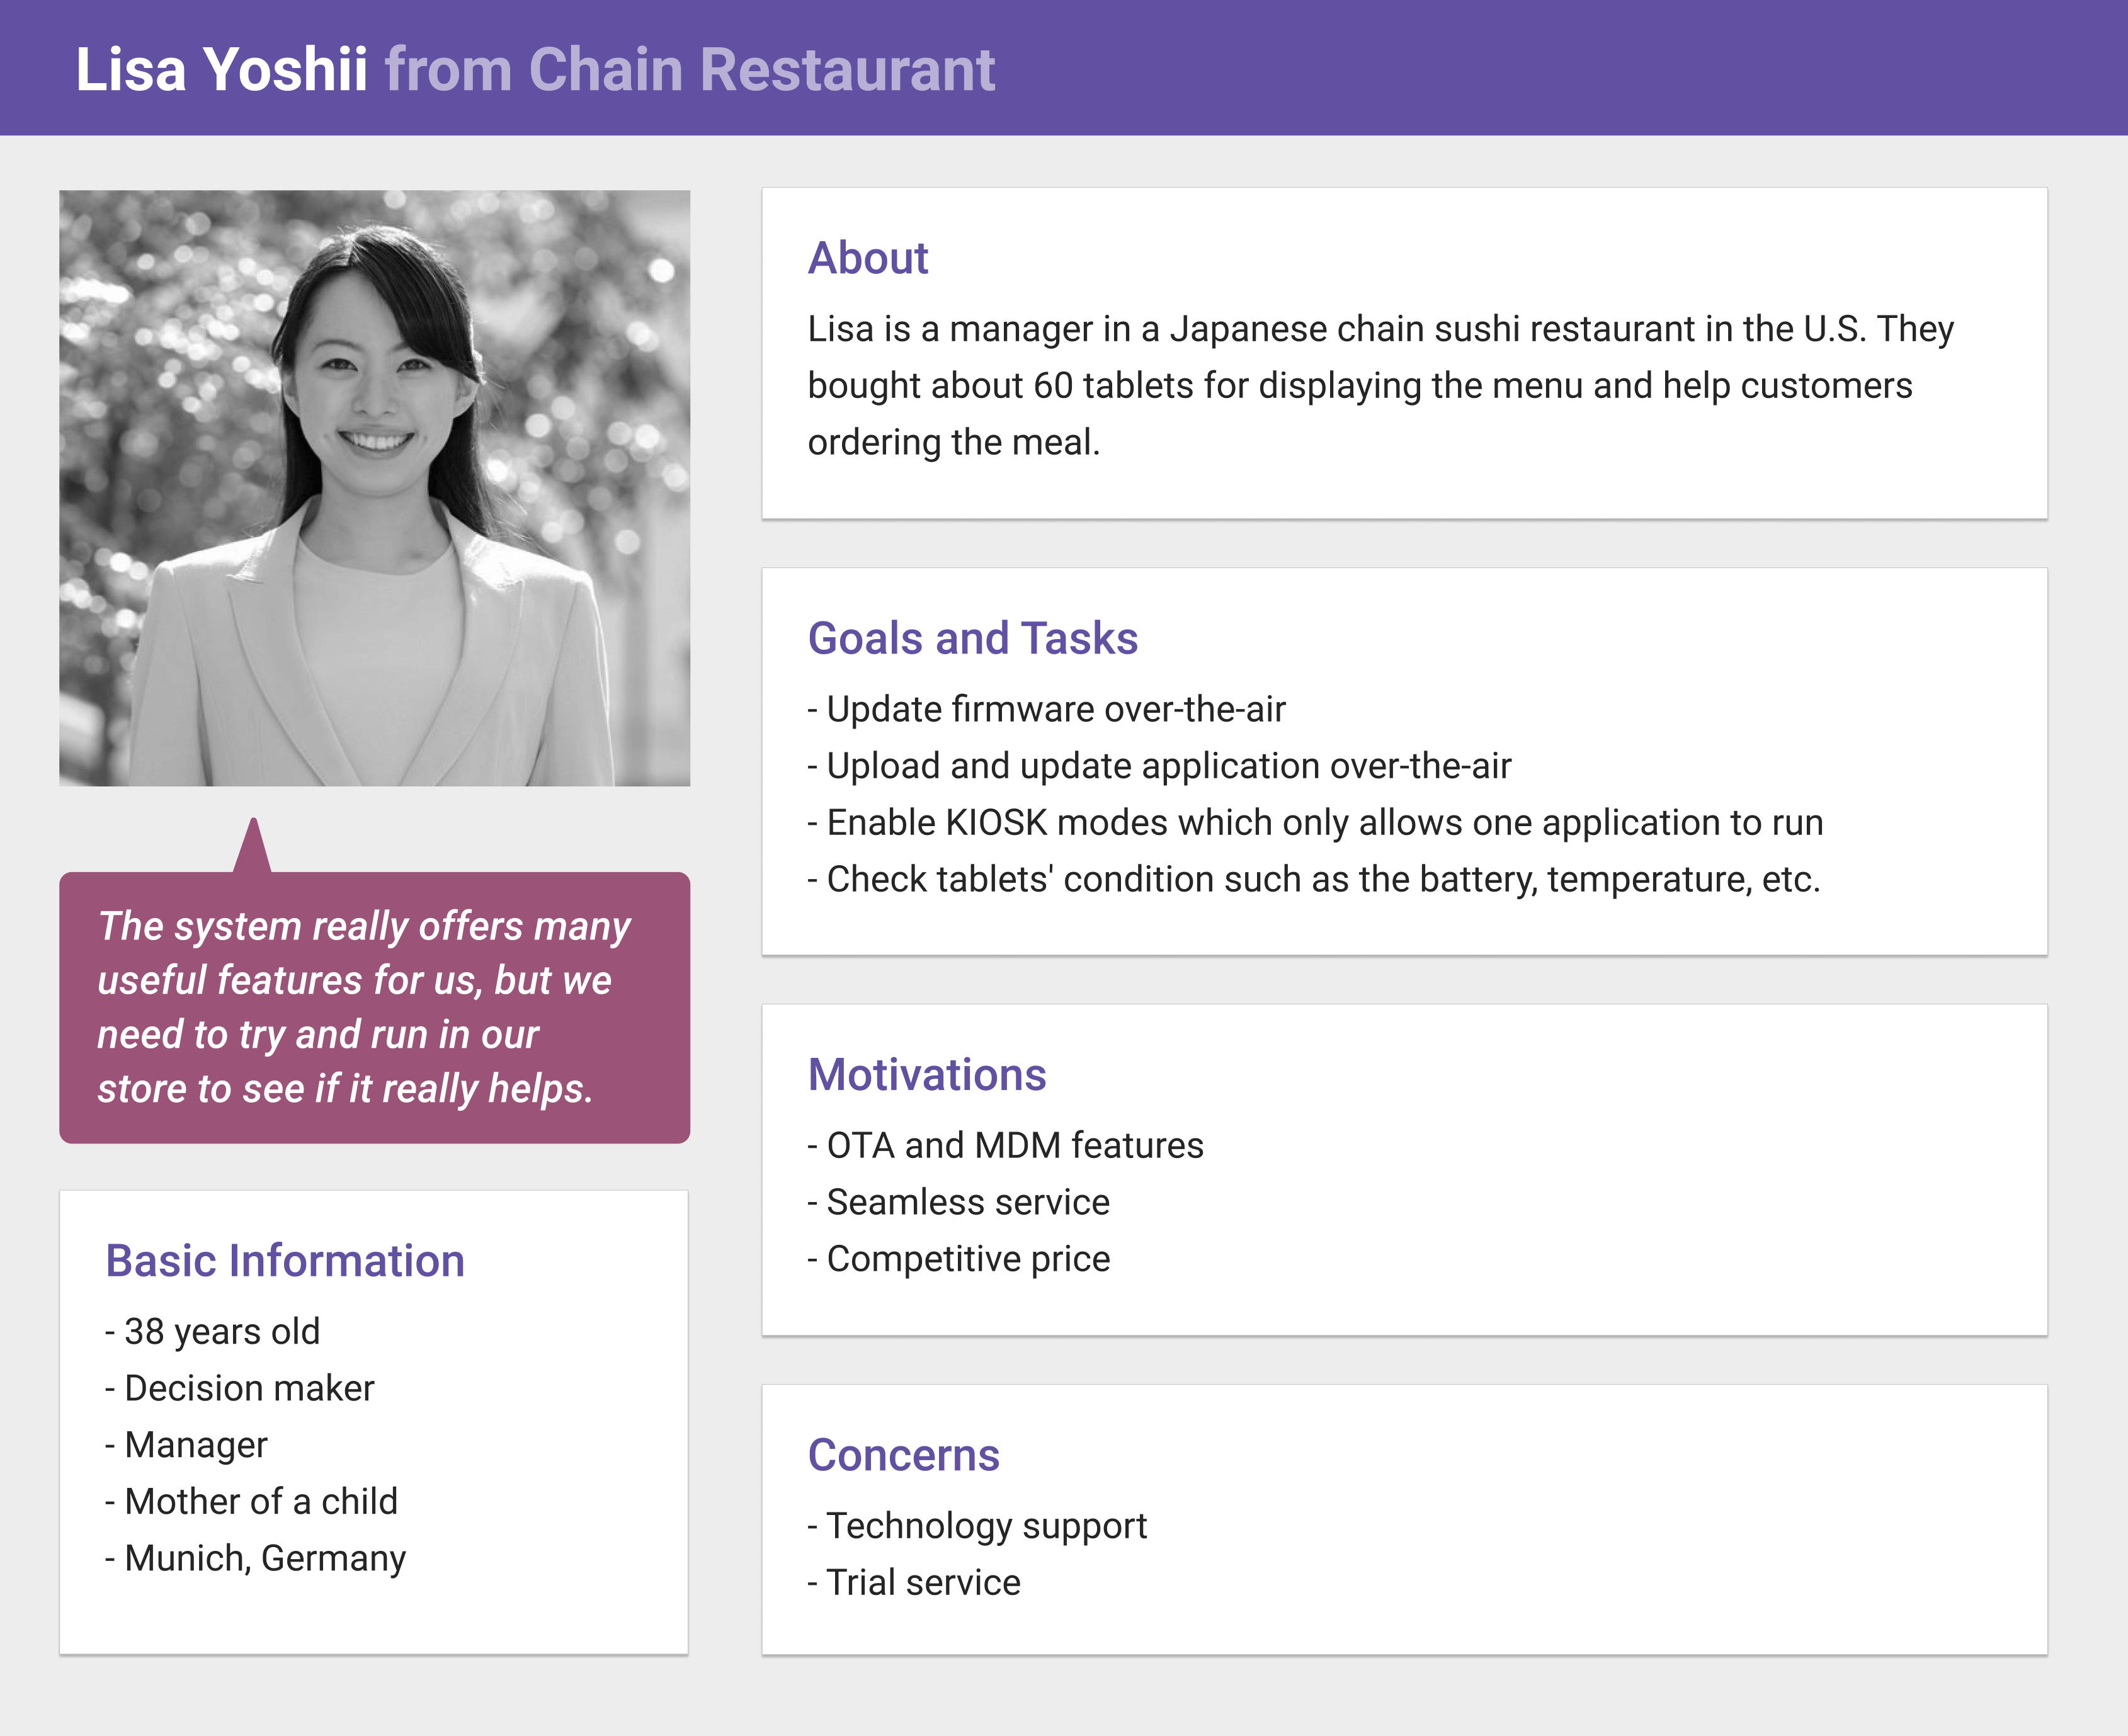 Lisa Yoshii from Chain Restaurant
The system really offers many
useful features for us, but we
need to try and run in our
store to see if it really helps.
Basic Information
- 38 years old
- Decision maker
- Manager
- Mother of a child
- Munich, Germany
About
Lisa is a manager in a Japanese chain sushi restaurant in the U.S. They
bought about 60 tablets for displaying the menu and help customers
ordering the meal.
Goals and Tasks
- Update firmware over-the-air
- Upload and update application over-the-air
- Enable KIOSK modes which only allows one application to run
- Check tablets' condition such as the battery, temperature, etc.
Motivations
- OTA and MDM features
- Seamless service
- Competitive price
Concerns
- Technology support
- Trial service